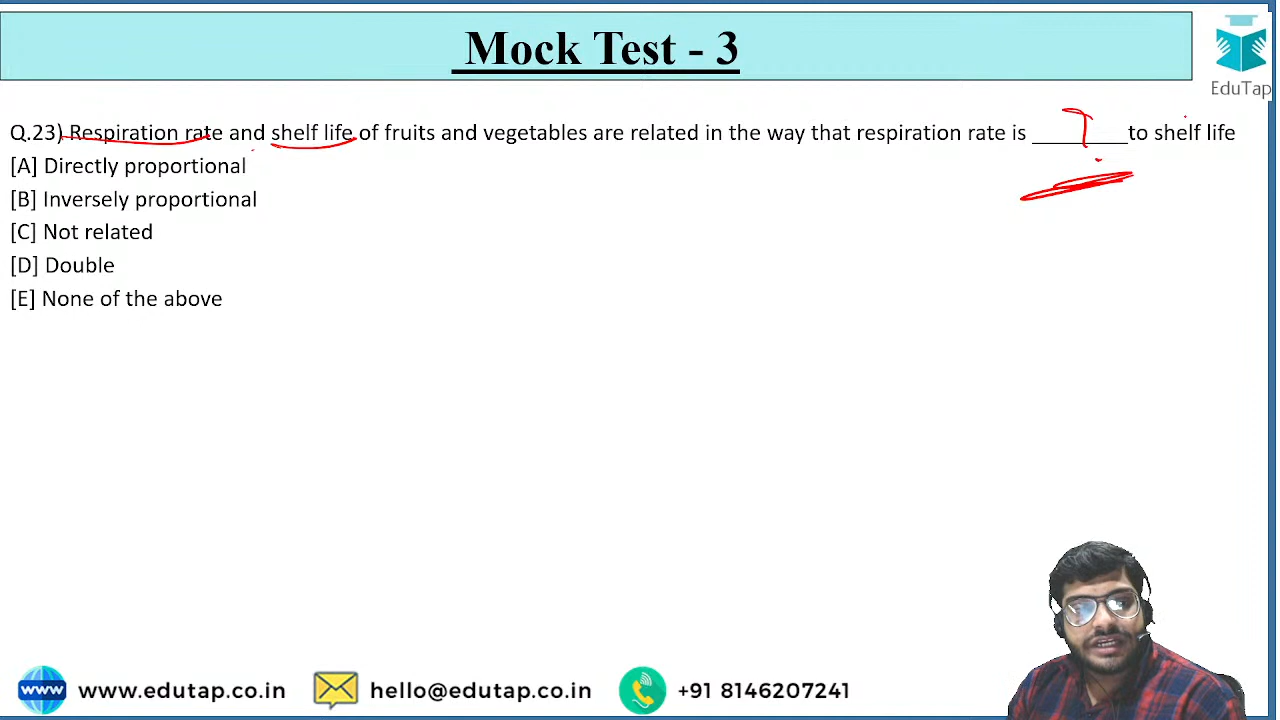 Mock Test - 3
EduTap
Q.23) Respiration rate and shelf life of fruits and vegetables are related in the way that respiration rate is ________ to shelf life
?
[A] Directly proportional
[B] Inversely proportional
[C] Not related
[D] Double
[E] None of the above
www www.edutap.co.in hello@edutap.co.in +91 8146207241